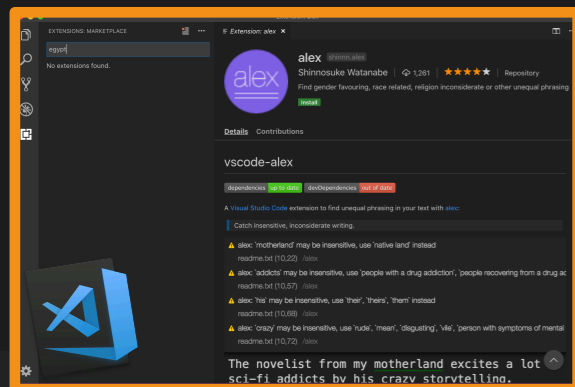 EXTENSIONS: MARKETPLACE
egypt
No extensions found.
Extension: alex
alex shinnn.alex
Shinnosuke Watanabe 1,261 Repository
Find gender favouring, race related, religion inconsiderate or other unequal phrasing
Install
alex
Details Contributions
vscode-alex
dependencies up to date devDependencies out of date
A Visual Studio Code extension to find unequal phrasing in your text with alex:
Catch insensitive, inconsiderate writing.
alex: `motherland` may be insensitive, use `native land` instead
readme.txt (10,22) /alex
alex: `addicts` may be insensitive, use `people with a drug addiction`, `people recovering from a drug ad
readme.txt (10,57) /alex
alex: `his` may be insensitive, use `their`, `theirs`, `them` instead
readme.txt (10,68) /alex
alex: `crazy` may be insensitive, use `rude`, `mean`, `disgusting`, `vile`, `person with symptoms of mental
readme.txt (10,72) /alex
The novelist from my motherland excites a lot
sci-fi addicts by his crazy storytelling.